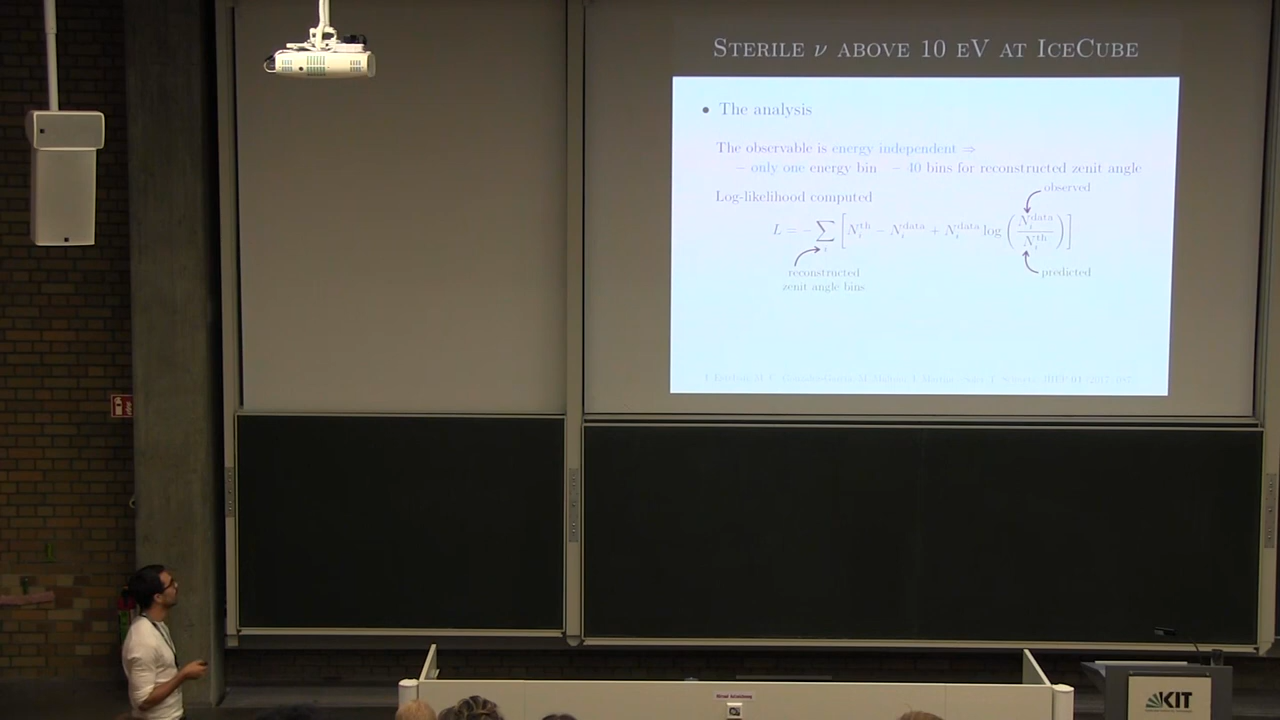 STERILE ν ABOVE 10 EV AT ICECUBE
• The analysis
The observable is energy independent ⇒
– only one energy bin – 40 bins for reconstructed zenit angle
Log-likelihood computed
observed
L = − ∑_i [ N_i^th − N_i^data + N_i^data log ( N_i^data / N_i^th ) ]
reconstructed
zenit angle bins
predicted
KIT